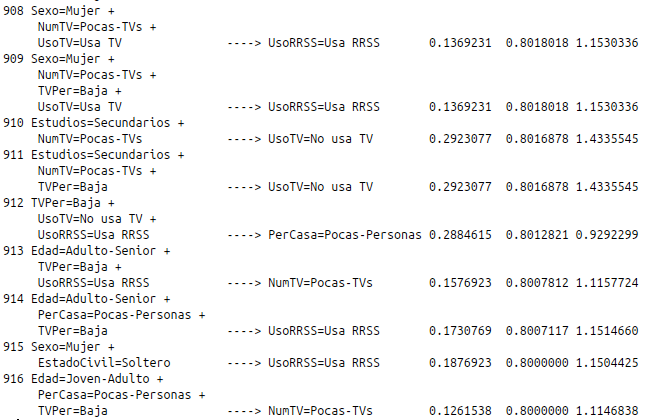 908 Sexo=Mujer +
NumTV=Pocas-TVs +
UsoTV=Usa TV ----> UsoRRSS=Usa RRSS 0.1369231 0.8018018 1.1530336
909 Sexo=Mujer +
NumTV=Pocas-TVs +
TVPer=Baja +
UsoTV=Usa TV ----> UsoRRSS=Usa RRSS 0.1369231 0.8018018 1.1530336
910 Estudios=Secundarios +
NumTV=Pocas-TVs ----> UsoTV=No usa TV 0.2923077 0.8016878 1.4335545
911 Estudios=Secundarios +
NumTV=Pocas-TVs +
TVPer=Baja ----> UsoTV=No usa TV 0.2923077 0.8016878 1.4335545
912 TVPer=Baja +
UsoTV=No usa TV +
UsoRRSS=Usa RRSS ----> PerCasa=Pocas-Personas 0.2884615 0.8012821 0.9292299
913 Edad=Adulto-Senior +
TVPer=Baja +
UsoRRSS=Usa RRSS ----> NumTV=Pocas-TVs 0.1576923 0.8007812 1.1157724
914 Edad=Adulto-Senior +
PerCasa=Pocas-Personas +
TVPer=Baja ----> UsoRRSS=Usa RRSS 0.1730769 0.8007117 1.1514660
915 Sexo=Mujer +
EstadoCivil=Soltero ----> UsoRRSS=Usa RRSS 0.1876923 0.8000000 1.1504425
916 Edad=Joven-Adulto +
PerCasa=Pocas-Personas +
TVPer=Baja ----> NumTV=Pocas-TVs 0.1261538 0.8000000 1.1146838